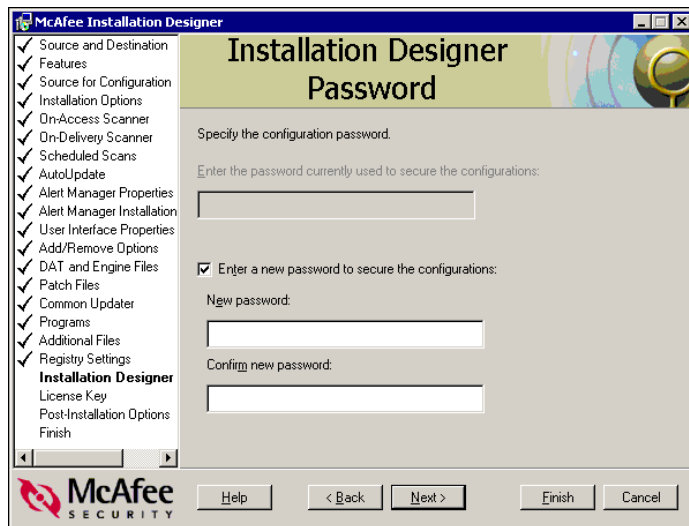 McAfee Installation Designer
Source and Destination
Features
Source for Configuration
Installation Options
On-Access Scanner
On-Delivery Scanner
Scheduled Scans
AutoUpdate
Alert Manager Properties
Alert Manager Installation
User Interface Properties
Add/Remove Options
DAT and Engine Files
Patch Files
Common Updater
Programs
Additional Files
Registry Settings
Installation Designer
License Key
Post-Installation Options
Finish
Installation Designer
Password
Specify the configuration password.
Enter the password currently used to secure the configurations:
Enter a new password to secure the configurations:
New password:
Confirm new password:
McAfee
SECURITY
Help
< Back
Next >
Finish
Cancel